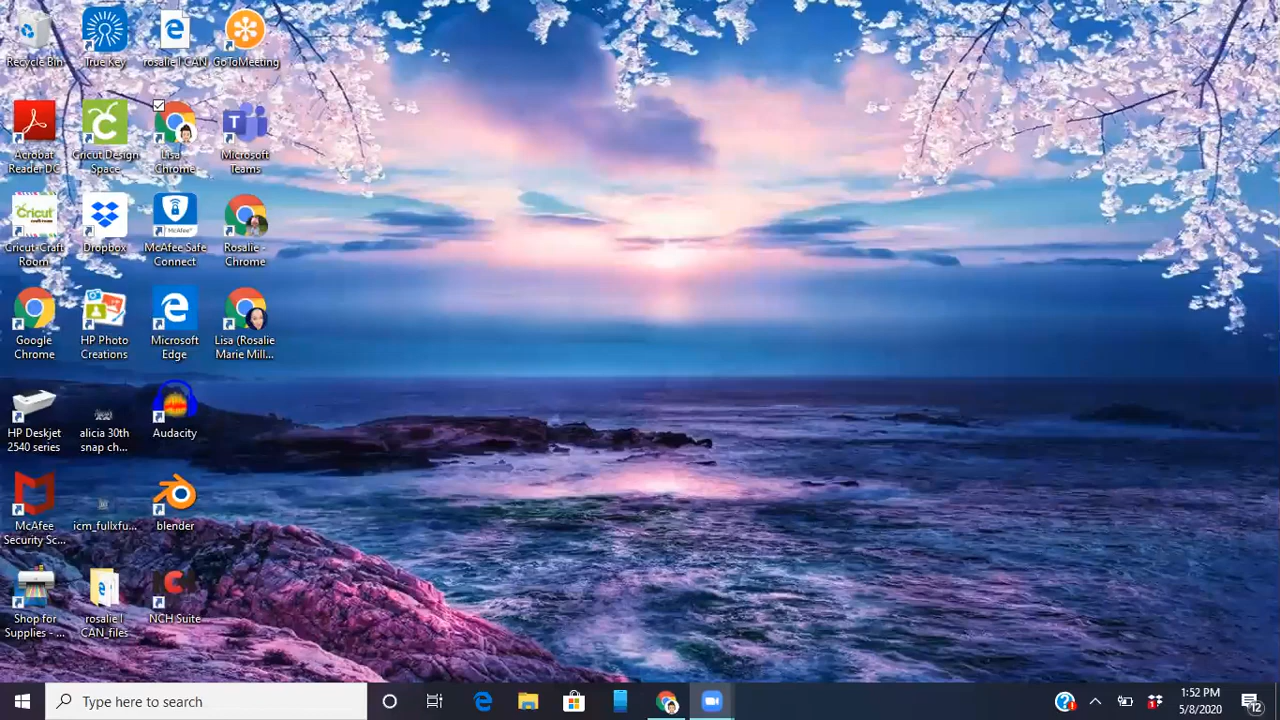 Recycle Bin
True Key
rosalie I CAN
GoToMeeting
Acrobat
Reader DC
Cricut Design
Space
Lisa -
Chrome
Microsoft
Teams
Cricut
Cricut Craft
Room
Dropbox
McAfee
McAfee Safe
Connect
Rosalie -
Chrome
Google
Chrome
HP Photo
Creations
Microsoft
Edge
Lisa (Rosalie
Marie Mill...
HP Deskjet
2540 series
alicia 30th
snap ch...
Audacity
McAfee
Security Sc...
icm_fullxfu...
blender
Shop for
Supplies - ...
rosalie I
CAN_files
NCH Suite
Type here to search
1:52 PM
5/8/2020
12